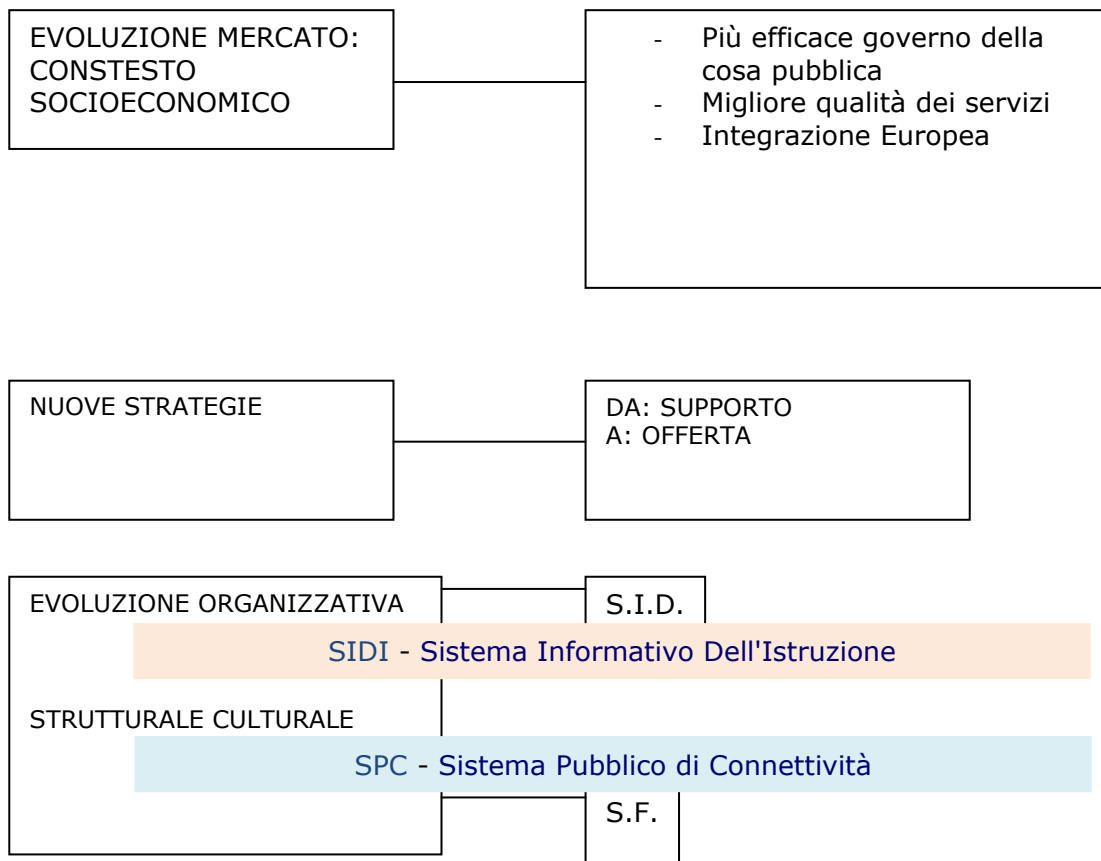 EVOLUZIONE MERCATO:
CONSTESTO
SOCIOECONOMICO
- Più efficace governo della
cosa pubblica
- Migliore qualità dei servizi
- Integrazione Europea
NUOVE STRATEGIE
DA: SUPPORTO
A: OFFERTA
EVOLUZIONE ORGANIZZATIVA
S.I.D.
SIDI - Sistema Informativo Dell'Istruzione
STRUTTURALE CULTURALE
SPC - Sistema Pubblico di Connettività
S.F.